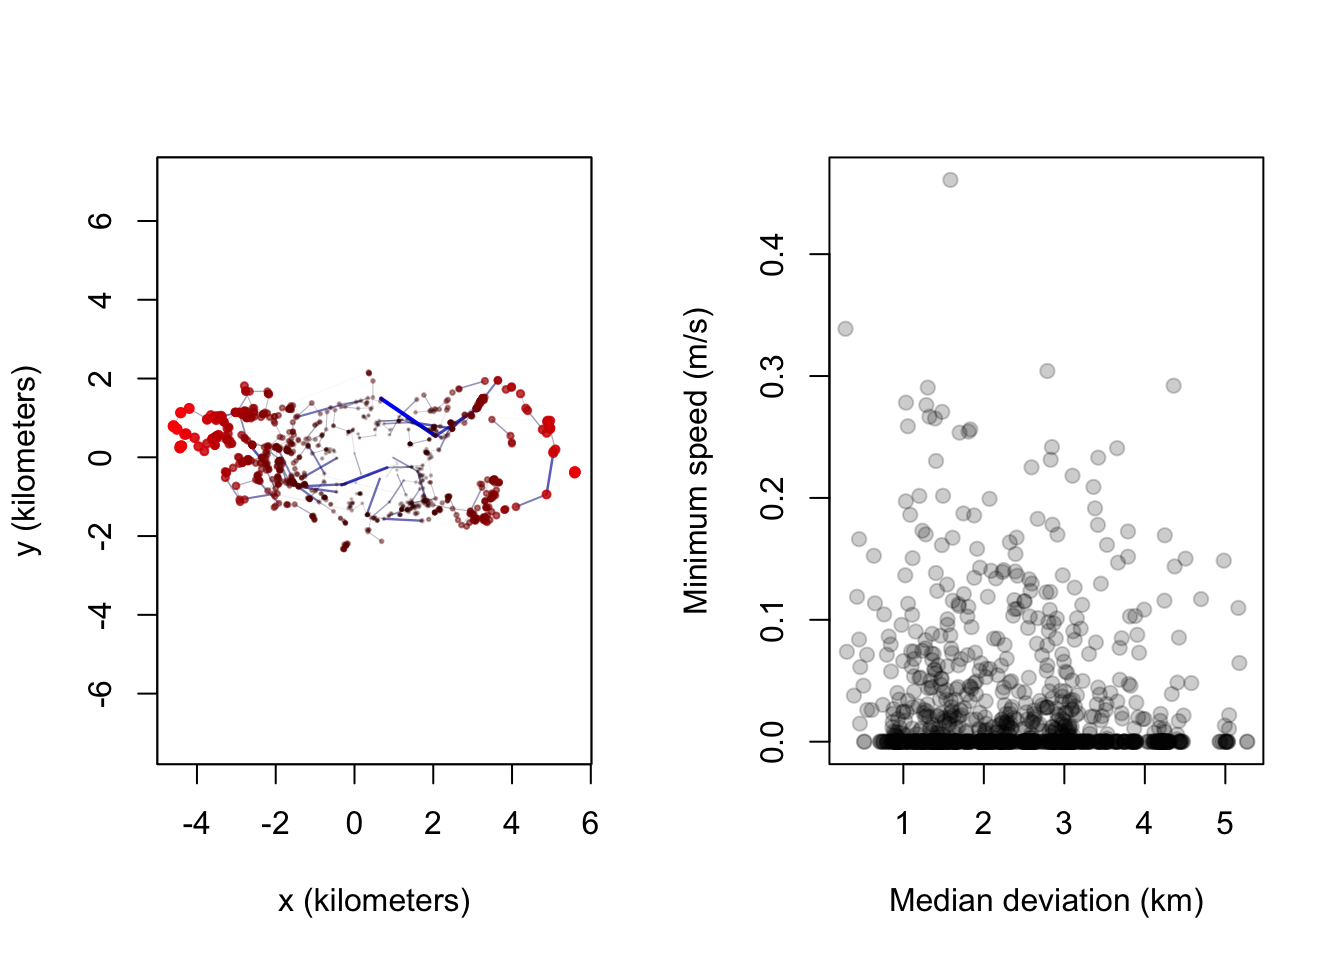 6
4
2
0
-2
-4
-6
y (kilometers)
-4 -2 0 2 4 6
x (kilometers)
0.4
0.3
0.2
0.1
0.0
Minimum speed (m/s)
1 2 3 4 5
Median deviation (km)